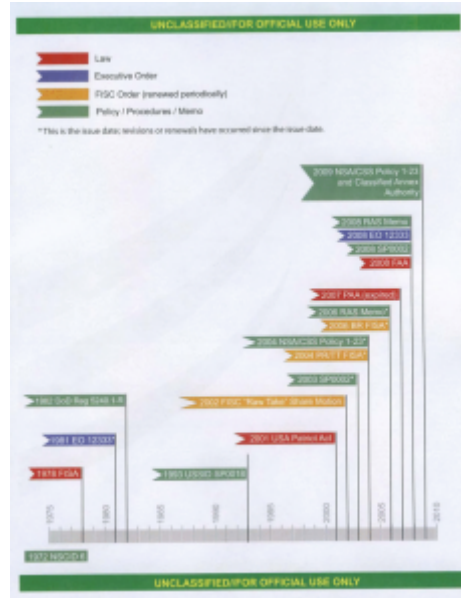 UNCLASSIFIED//FOR OFFICIAL USE ONLY
Law
Executive Order
FISC Order (renewed periodically)
Policy / Procedures / Memo
*This is the issue date; revisions or renewals have occurred since the issue date.
2009 NSA/CSS Policy 1-23
and Classified Annex
Authority
2008 RAS Memo
2008 EO 12333
2008 SP0002
2008 FAA
2007 PAA (expired)
2006 RAS Memo*
2006 BR FISA*
2004 NSA/CSS Policy 1-23*
2004 PR/TT FISA*
2003 SP0002*
1982 DoD Reg 5240.1-R
2002 FISC "Raw Take" Share Motion
1981 EO 12333*
2001 USA Patriot Act
1978 FISA
1993 USSID SP0018
1975
1980
1985
1990
1995
2000
2005
2010
1972 NSCID 6
UNCLASSIFIED//FOR OFFICIAL USE ONLY